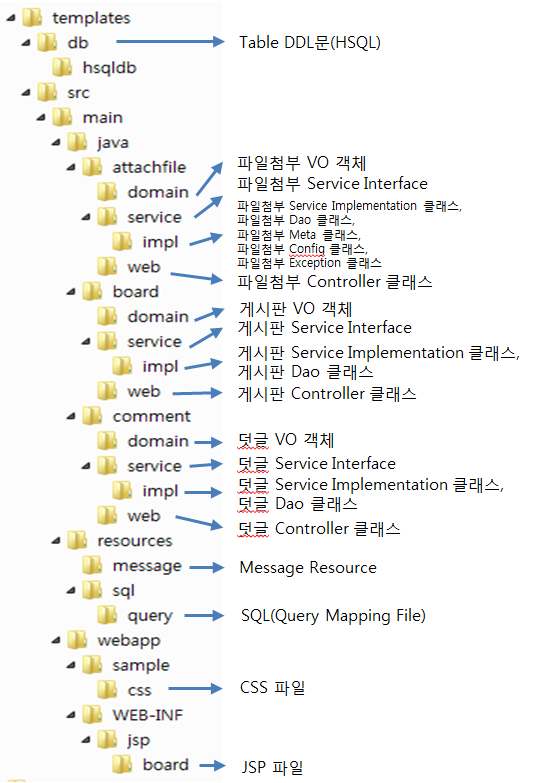 templates
db
Table DDL문(HSQL)
hsqldb
src
main
java
attachfile
파일첨부 VO 객체
domain
파일첨부 Service Interface
service
파일첨부 Service Implementation 클래스,
파일첨부 Dao 클래스,
impl
파일첨부 Meta 클래스,
파일첨부 Config 클래스,
파일첨부 Exception 클래스
web
파일첨부 Controller 클래스
board
domain
게시판 VO 객체
service
게시판 Service Interface
impl
게시판 Service Implementation 클래스,
게시판 Dao 클래스
web
게시판 Controller 클래스
comment
domain
덧글 VO 객체
service
덧글 Service Interface
impl
덧글 Service Implementation 클래스,
덧글 Dao 클래스
web
덧글 Controller 클래스
resources
message
Message Resource
sql
query
SQL(Query Mapping File)
webapp
sample
css
CSS 파일
WEB-INF
jsp
board
JSP 파일